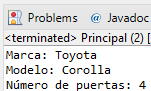 Problems @ Javadoc
<terminated> Principal (2) [
Marca: Toyota
Modelo: Corolla
Número de puertas: 4